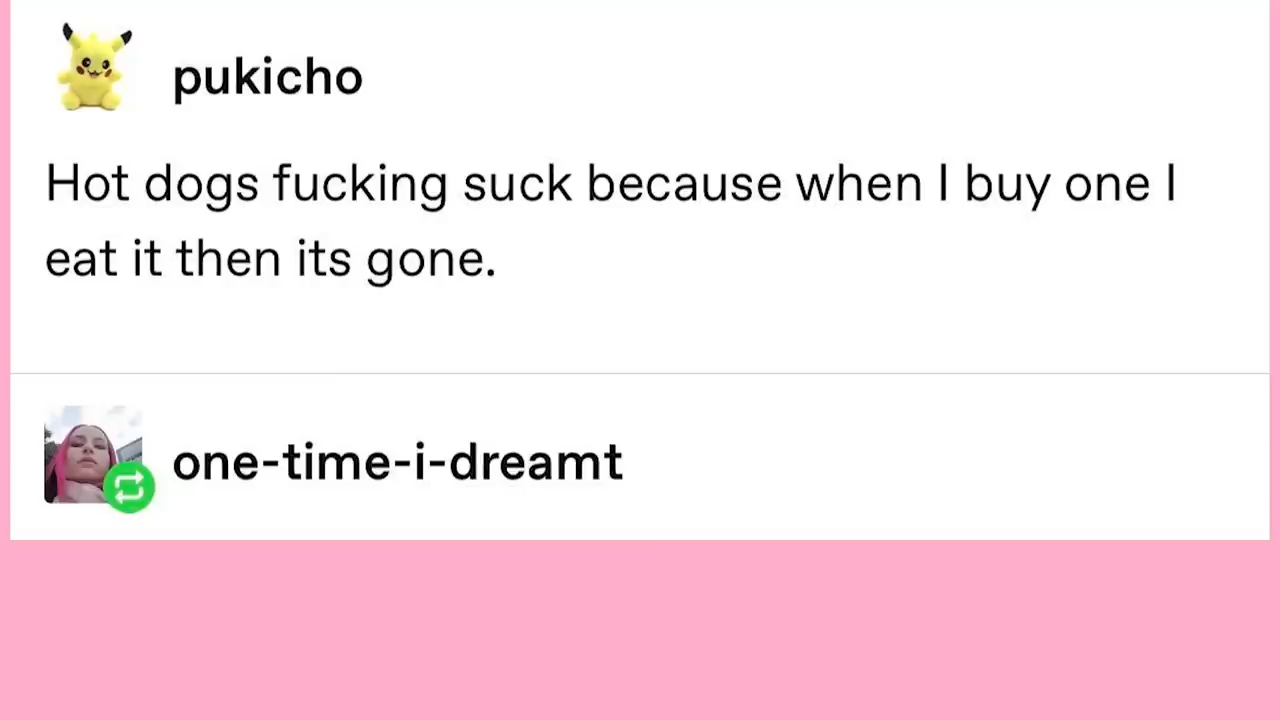 pukicho
Hot dogs fucking suck because when I buy one I
eat it then its gone.
one-time-i-dreamt